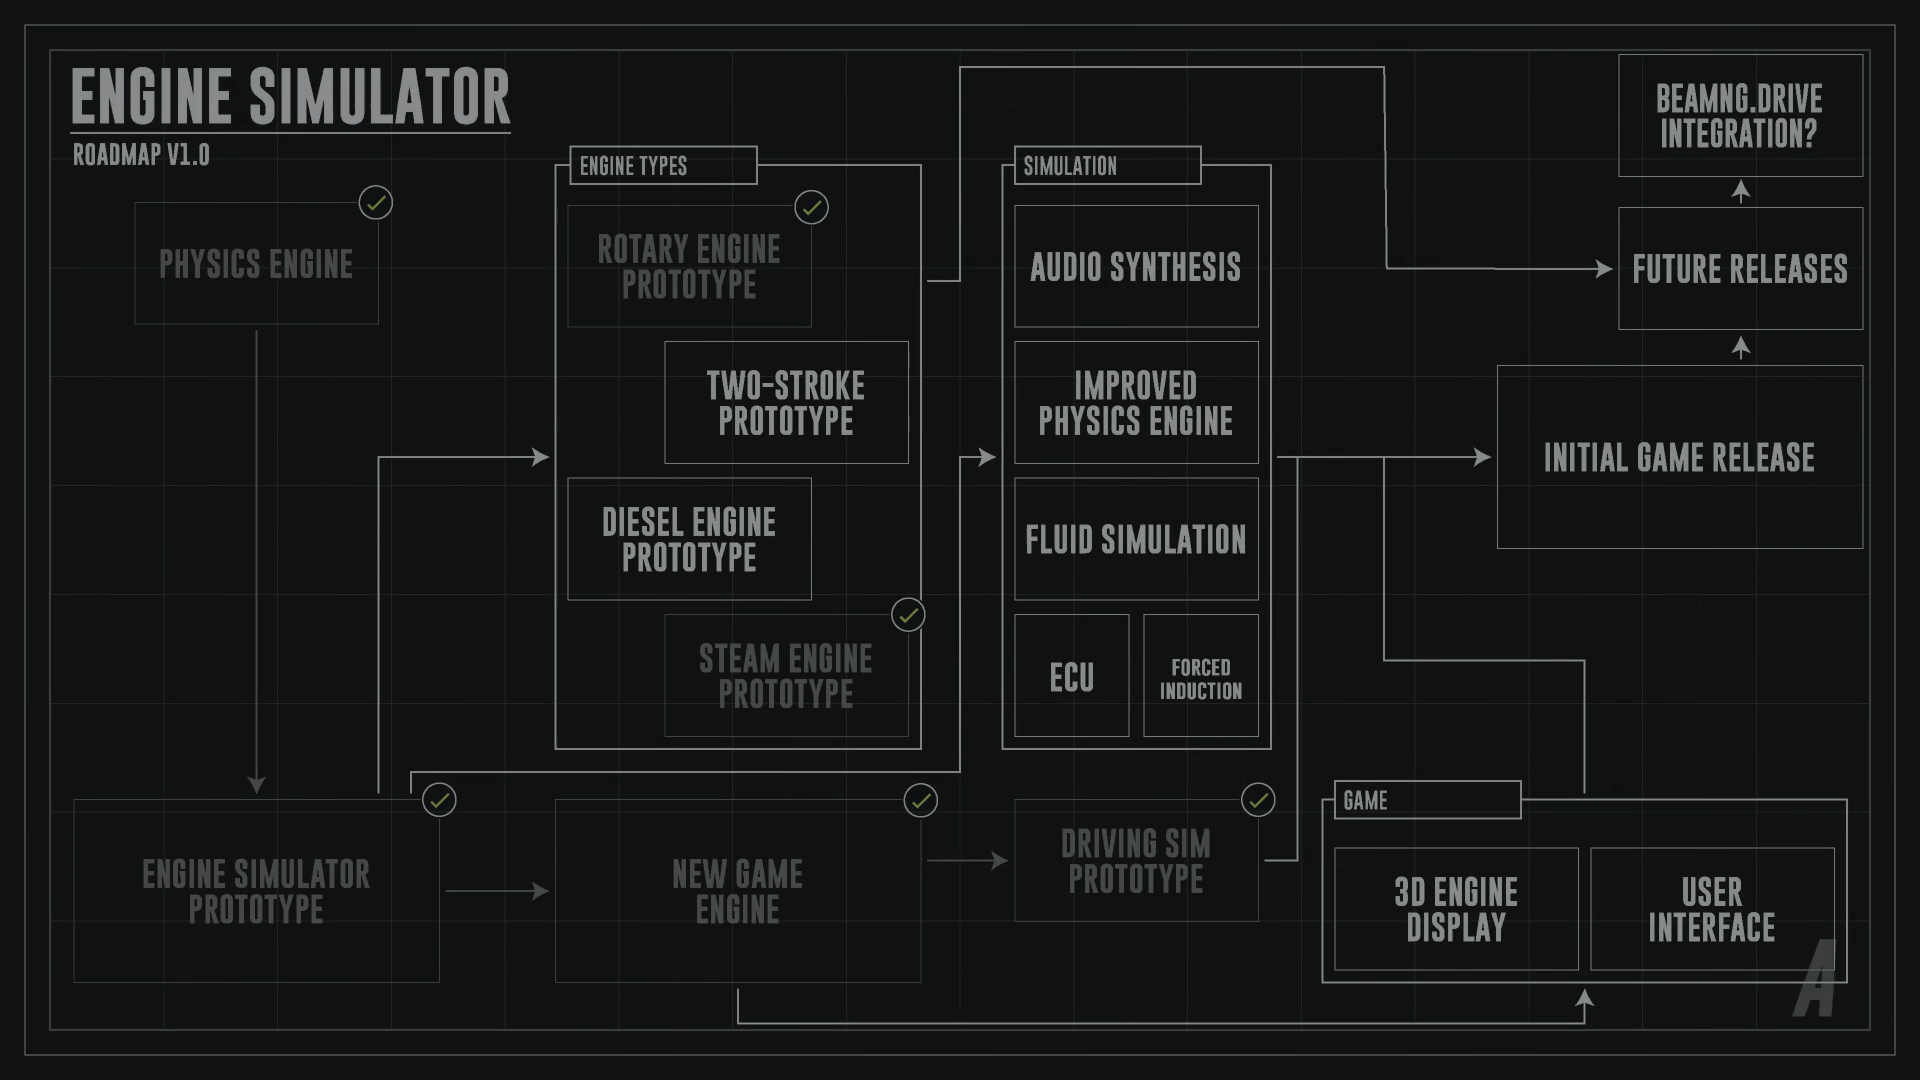 ENGINE SIMULATOR
ROADMAP V1.0
PHYSICS ENGINE
ENGINE TYPES
ROTARY ENGINE
PROTOTYPE
TWO-STROKE
PROTOTYPE
DIESEL ENGINE
PROTOTYPE
STEAM ENGINE
PROTOTYPE
SIMULATION
AUDIO SYNTHESIS
IMPROVED
PHYSICS ENGINE
FLUID SIMULATION
ECU
FORCED
INDUCTION
BEAMNG.DRIVE
INTEGRATION?
FUTURE RELEASES
INITIAL GAME RELEASE
ENGINE SIMULATOR
PROTOTYPE
NEW GAME
ENGINE
DRIVING SIM
PROTOTYPE
GAME
3D ENGINE
DISPLAY
USER
INTERFACE
A